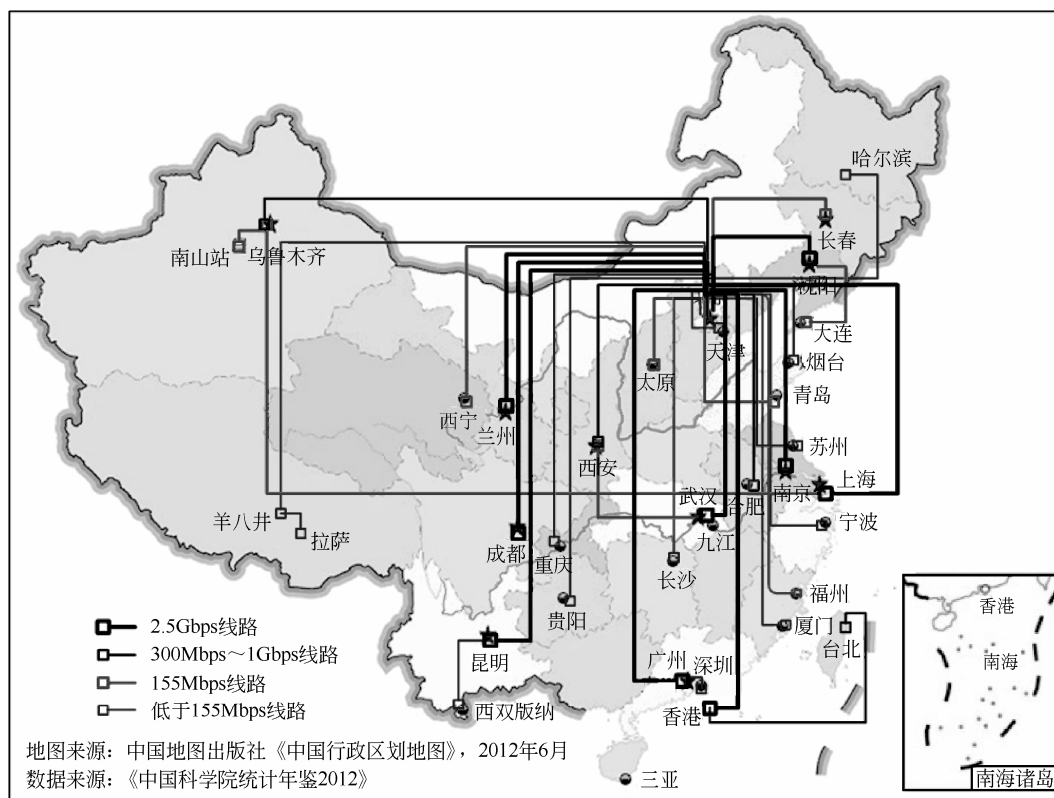 哈尔滨
长春
南山站
乌鲁木齐
沈阳
大连
天津
烟台
太原
青岛
西宁
兰州
苏州
西安
南京
上海
合肥
武汉
羊八井
宁波
九江
拉萨
成都
重庆
长沙
香港
福州
贵阳
厦门
台北
2.5Gbps线路
300Mbps～1Gbps线路
昆明
广州
深圳
南海
155Mbps线路
低于155Mbps线路
西双版纳
香港
地图来源：中国地图出版社《中国行政区划地图》，2012年6月
数据来源：《中国科学院统计年鉴2012》
三亚
南海诸岛